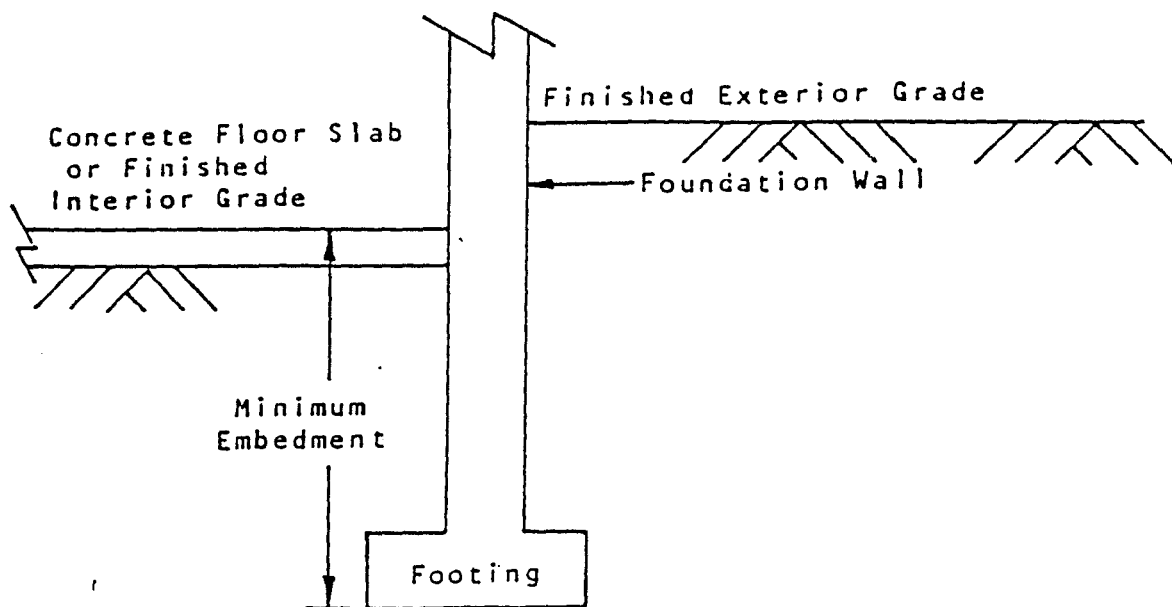 Finished Exterior Grade
Concrete Floor Slab
or Finished
Interior Grade
Foundation Wall
Minimum
Embedment
Footing